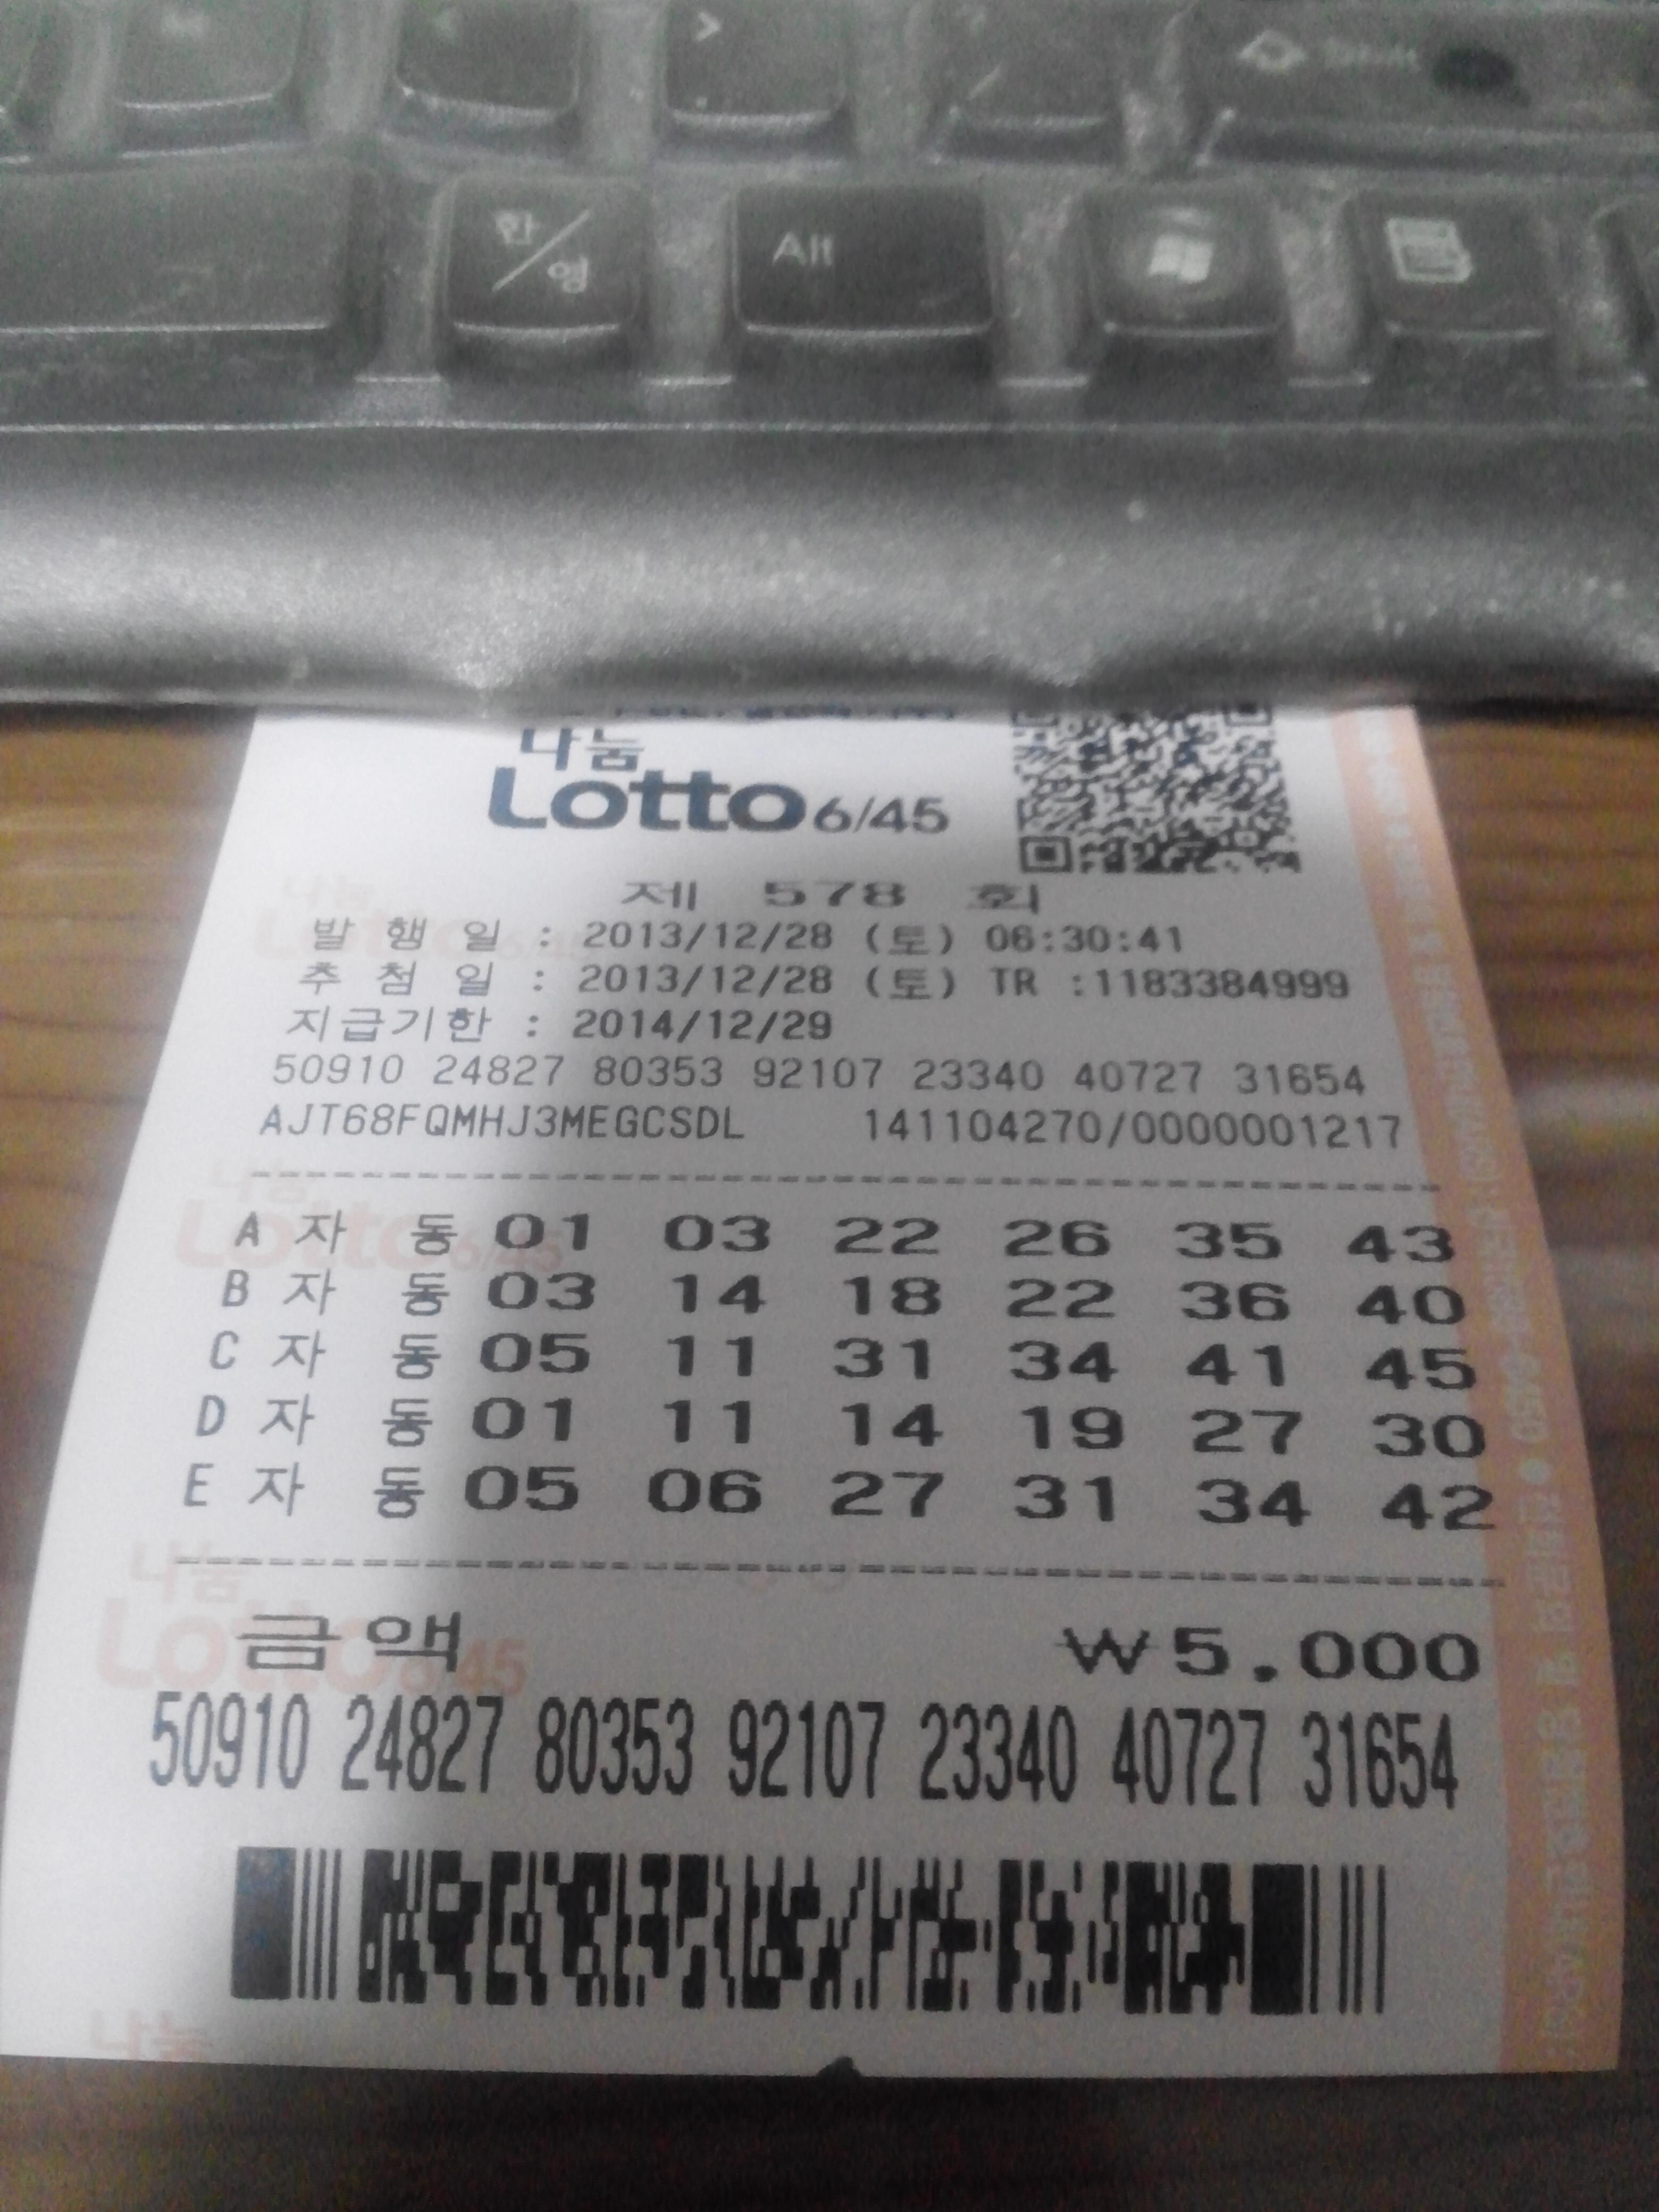 >
Shift
한/영
Alt
나눔
Lotto 6/45
제 578 회
발 행 일 : 2013/12/28 (토) 06:30:41
추 첨 일 : 2013/12/28 (토) TR :1183384999
지급기한 : 2014/12/29
50910 24827 80353 92107 23340 40727 31654
AJT68FQMHJ3MEGCSDL 141104270/0000001217
A 자 동 01 03 22 26 35 43
B 자 동 03 14 18 22 36 40
C 자 동 05 11 31 34 41 45
D 자 동 01 11 14 19 27 30
E 자 동 05 06 27 31 34 42
금액 ₩5.000
50910 24827 80353 92107 23340 40727 31654